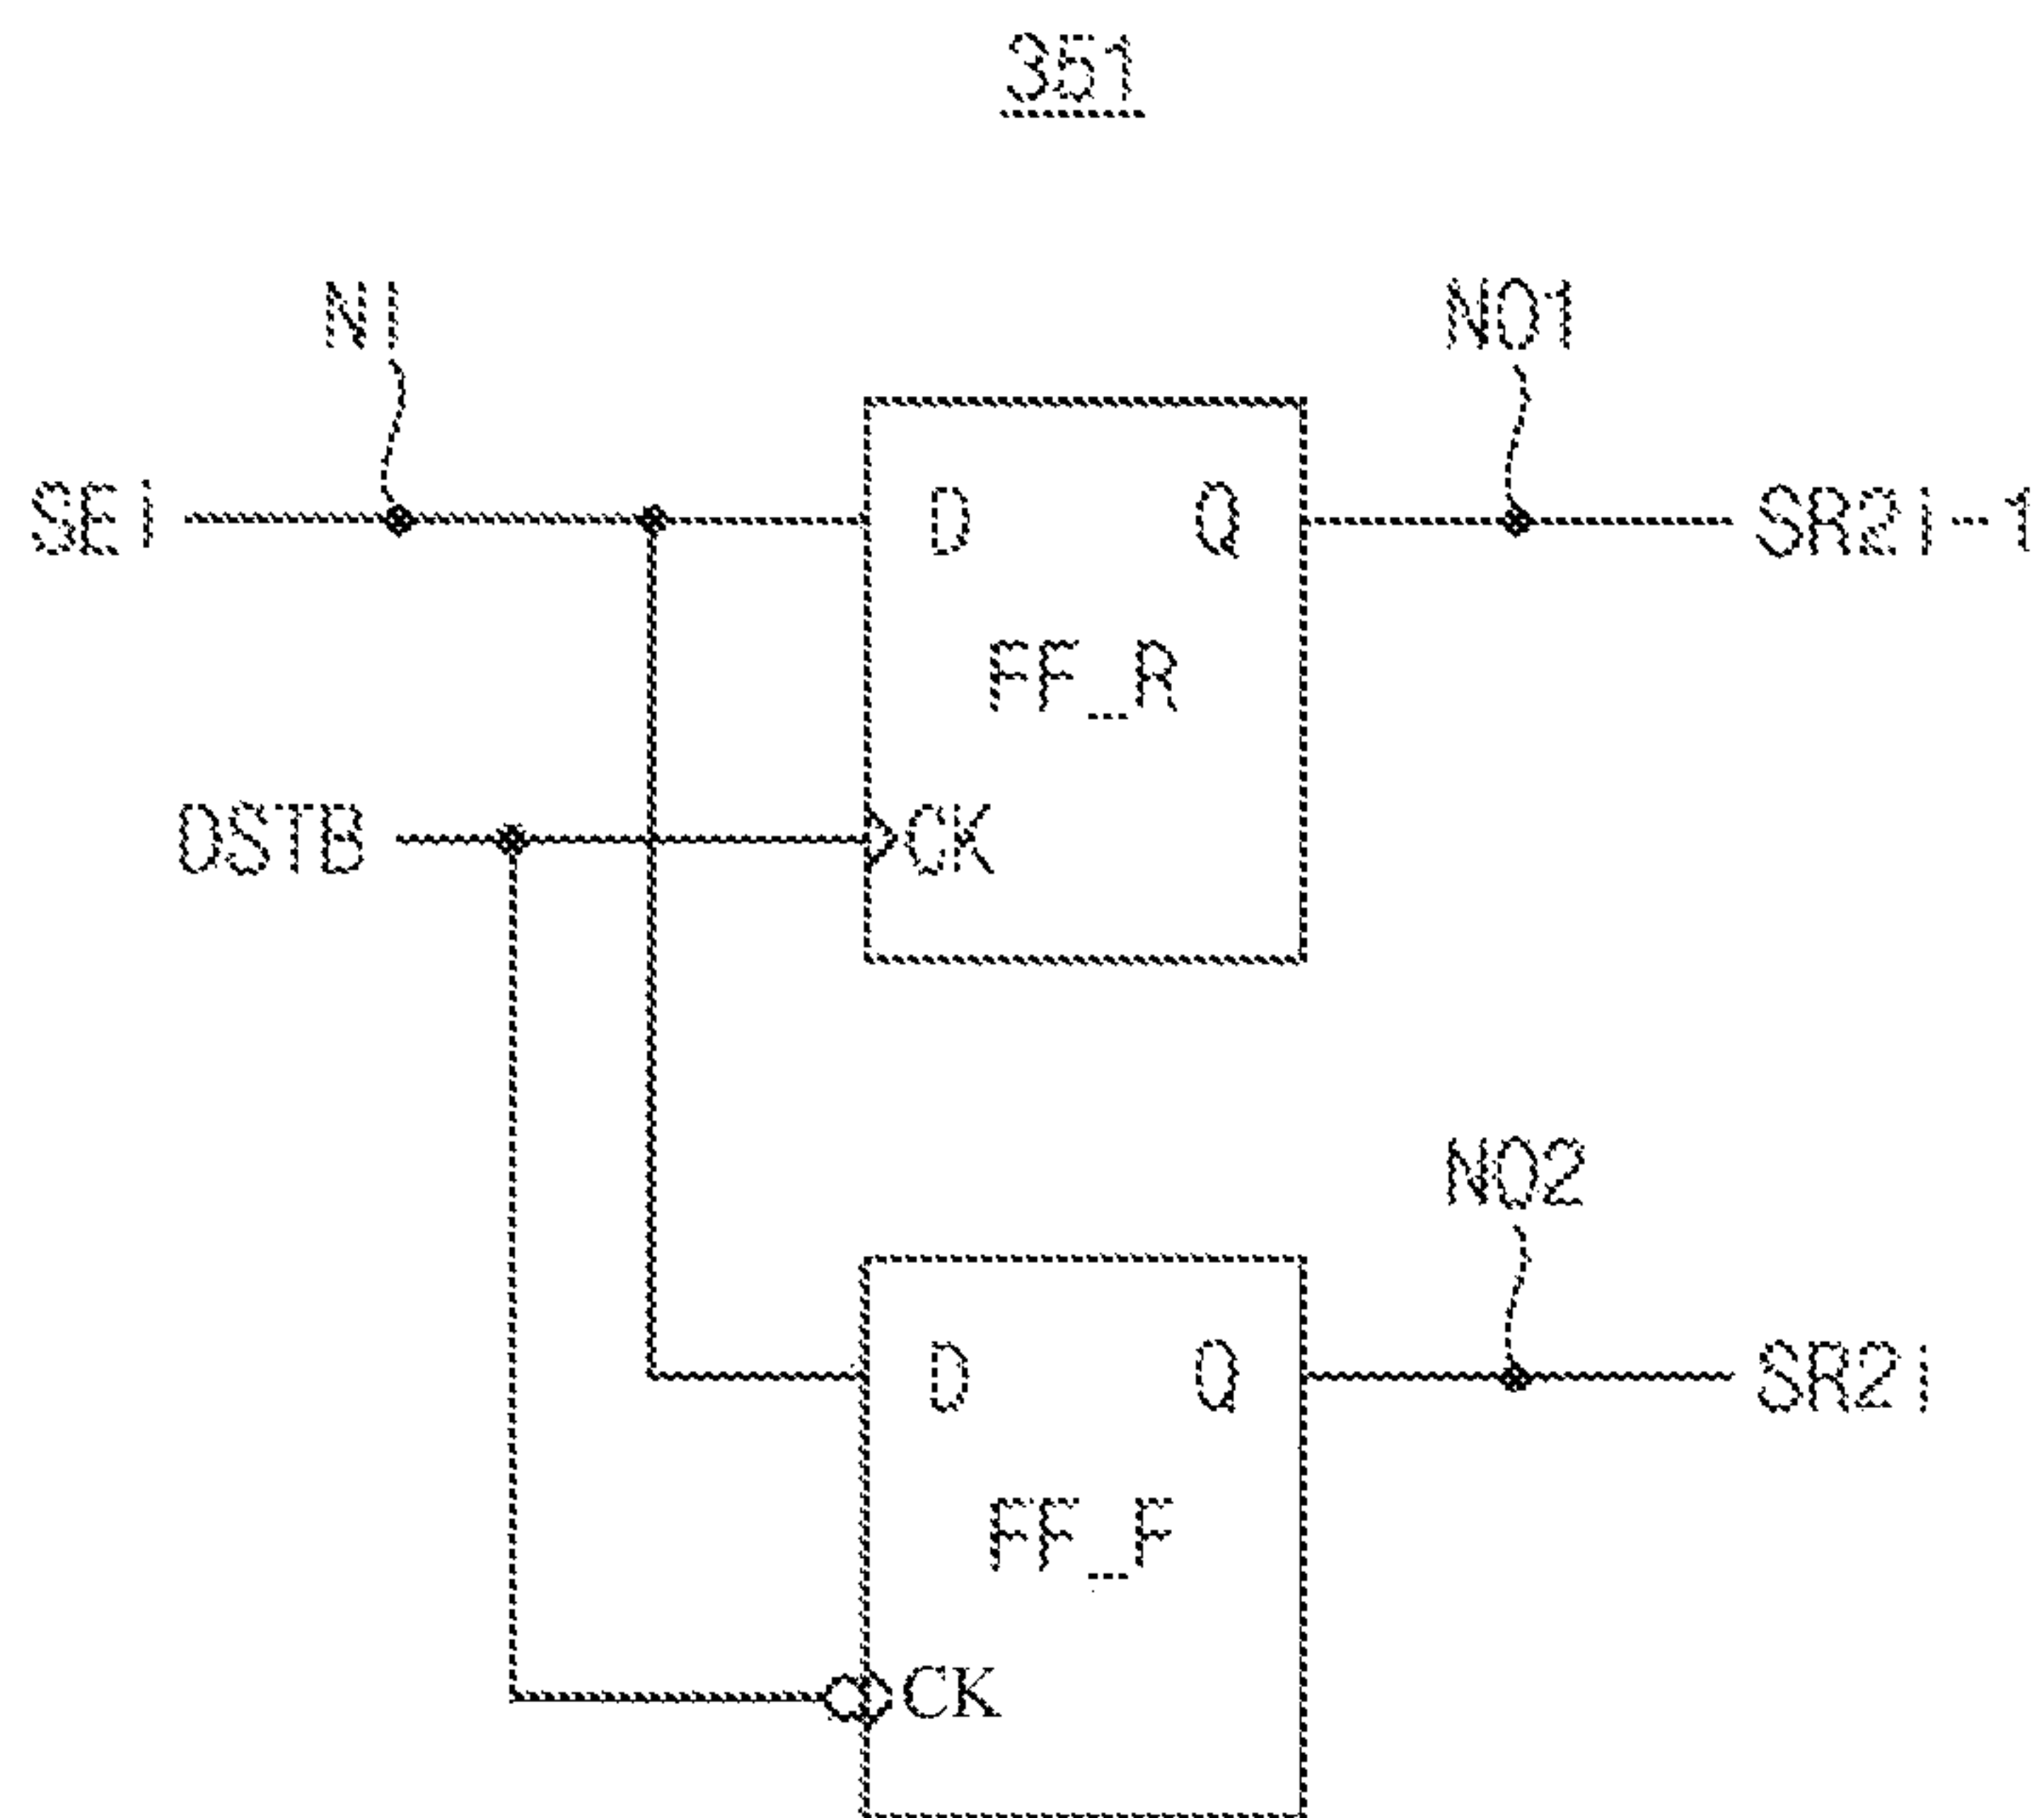 351
NI
NO1
SEi
D
Q
SR2i-1
FF_R
DSTB
CK
NO2
D
Q
SR2i
FF_F
CK